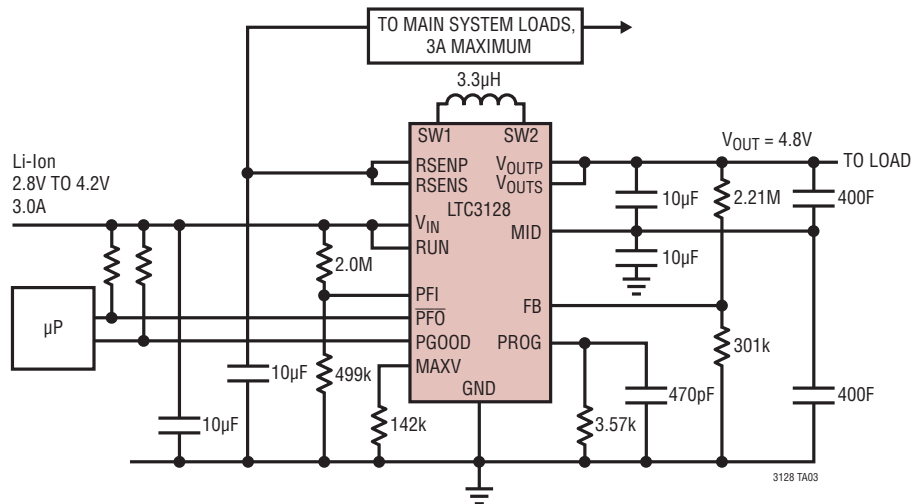 TO MAIN SYSTEM LOADS,
3A MAXIMUM
3.3µH
SW1
SW2
Li-Ion
2.8V TO 4.2V
3.0A
RSENP
RSENS
LTC3128
VIN
RUN
PFI
PFO
PGOOD
MAXV
GND
VOUTP
VOUTS
MID
FB
PROG
VOUT = 4.8V
TO LOAD
10µF
2.21M
400F
10µF
2.0M
µP
10µF
499k
10µF
142k
3.57k
470pF
301k
400F
3128 TA03